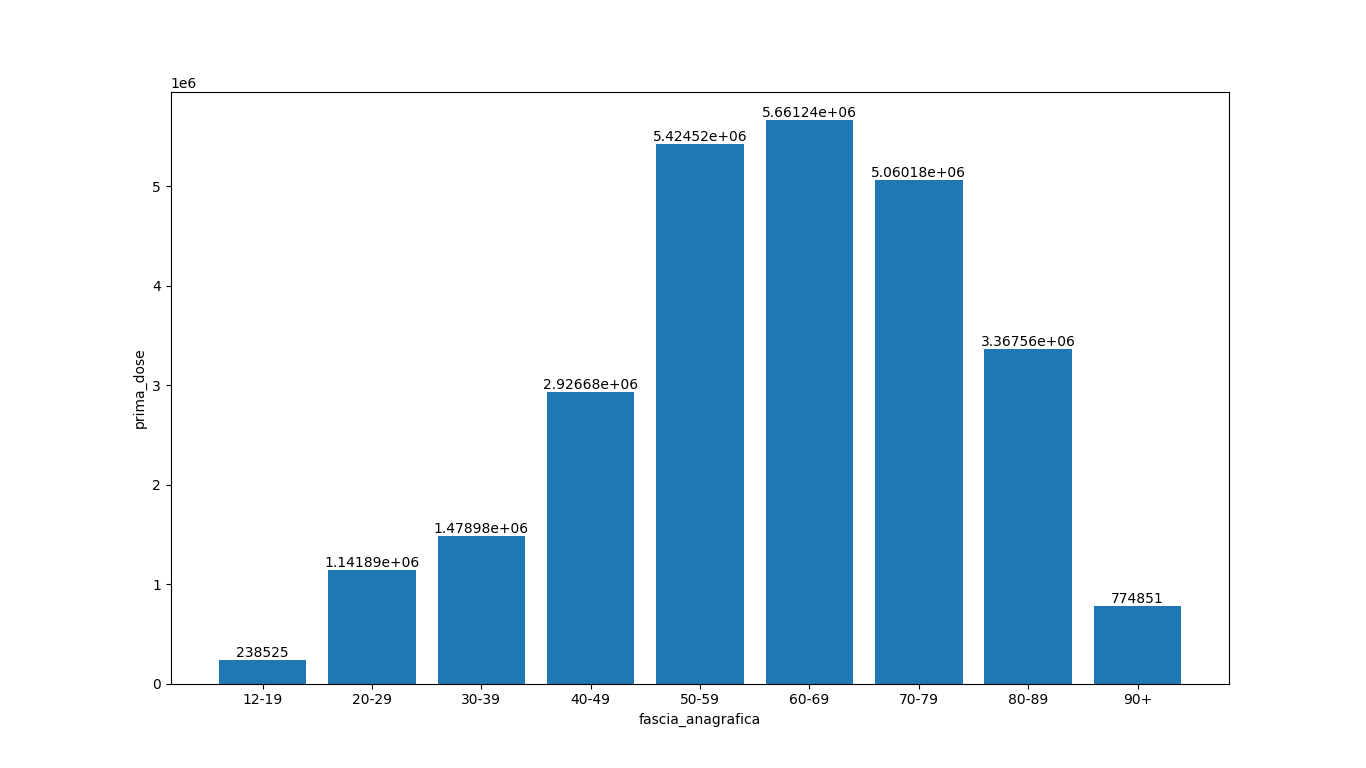 1e6
5.66124e+06
5.42452e+06
5.06018e+06
5
4
3.36756e+06
prima_dose
3
2.92668e+06
2
1.47898e+06
1.14189e+06
1
774851
238525
0
12-19 20-29 30-39 40-49 50-59 60-69 70-79 80-89 90+
fascia_anagrafica